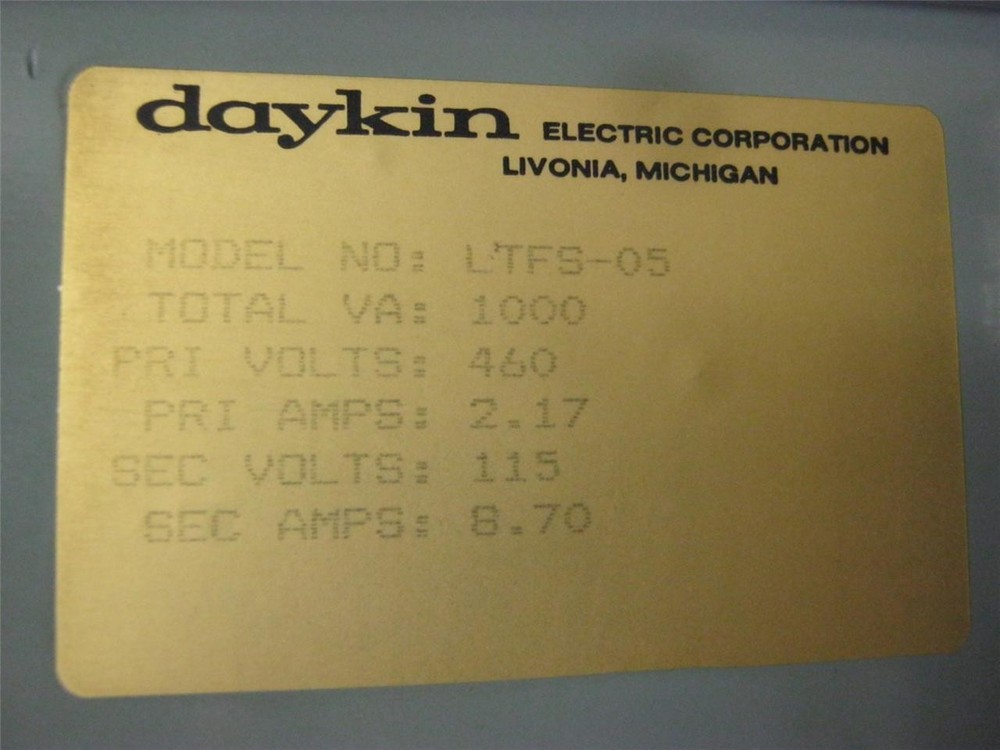 daykin ELECTRIC CORPORATION
LIVONIA, MICHIGAN
MODEL NO: LTFS-05
TOTAL VA: 1000
PRI VOLTS: 460
PRI AMPS: 2.17
SEC VOLTS: 115
SEC AMPS: 8.70